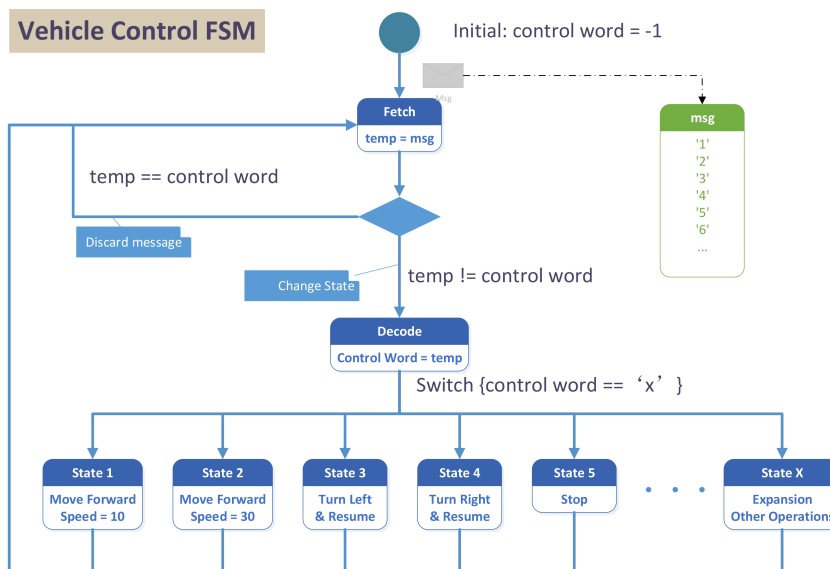 Vehicle Control FSM
Initial: control word = -1
Msg
Fetch
temp = msg
msg
'1'
'2'
'3'
'4'
'5'
'6'
...
temp == control word
Discard message
Change State
temp != control word
Decode
Control Word = temp
Switch {control word == ‘x’ }
State 1
Move Forward
Speed = 10
State 2
Move Forward
Speed = 30
State 3
Turn Left
& Resume
State 4
Turn Right
& Resume
State 5
Stop
. . .
State X
Expansion
Other Operations